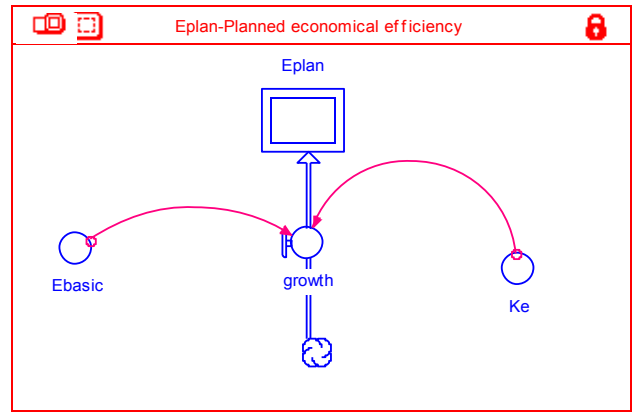 Eplan-Planned economical efficiency
Eplan
Ebasic
growth
Ke